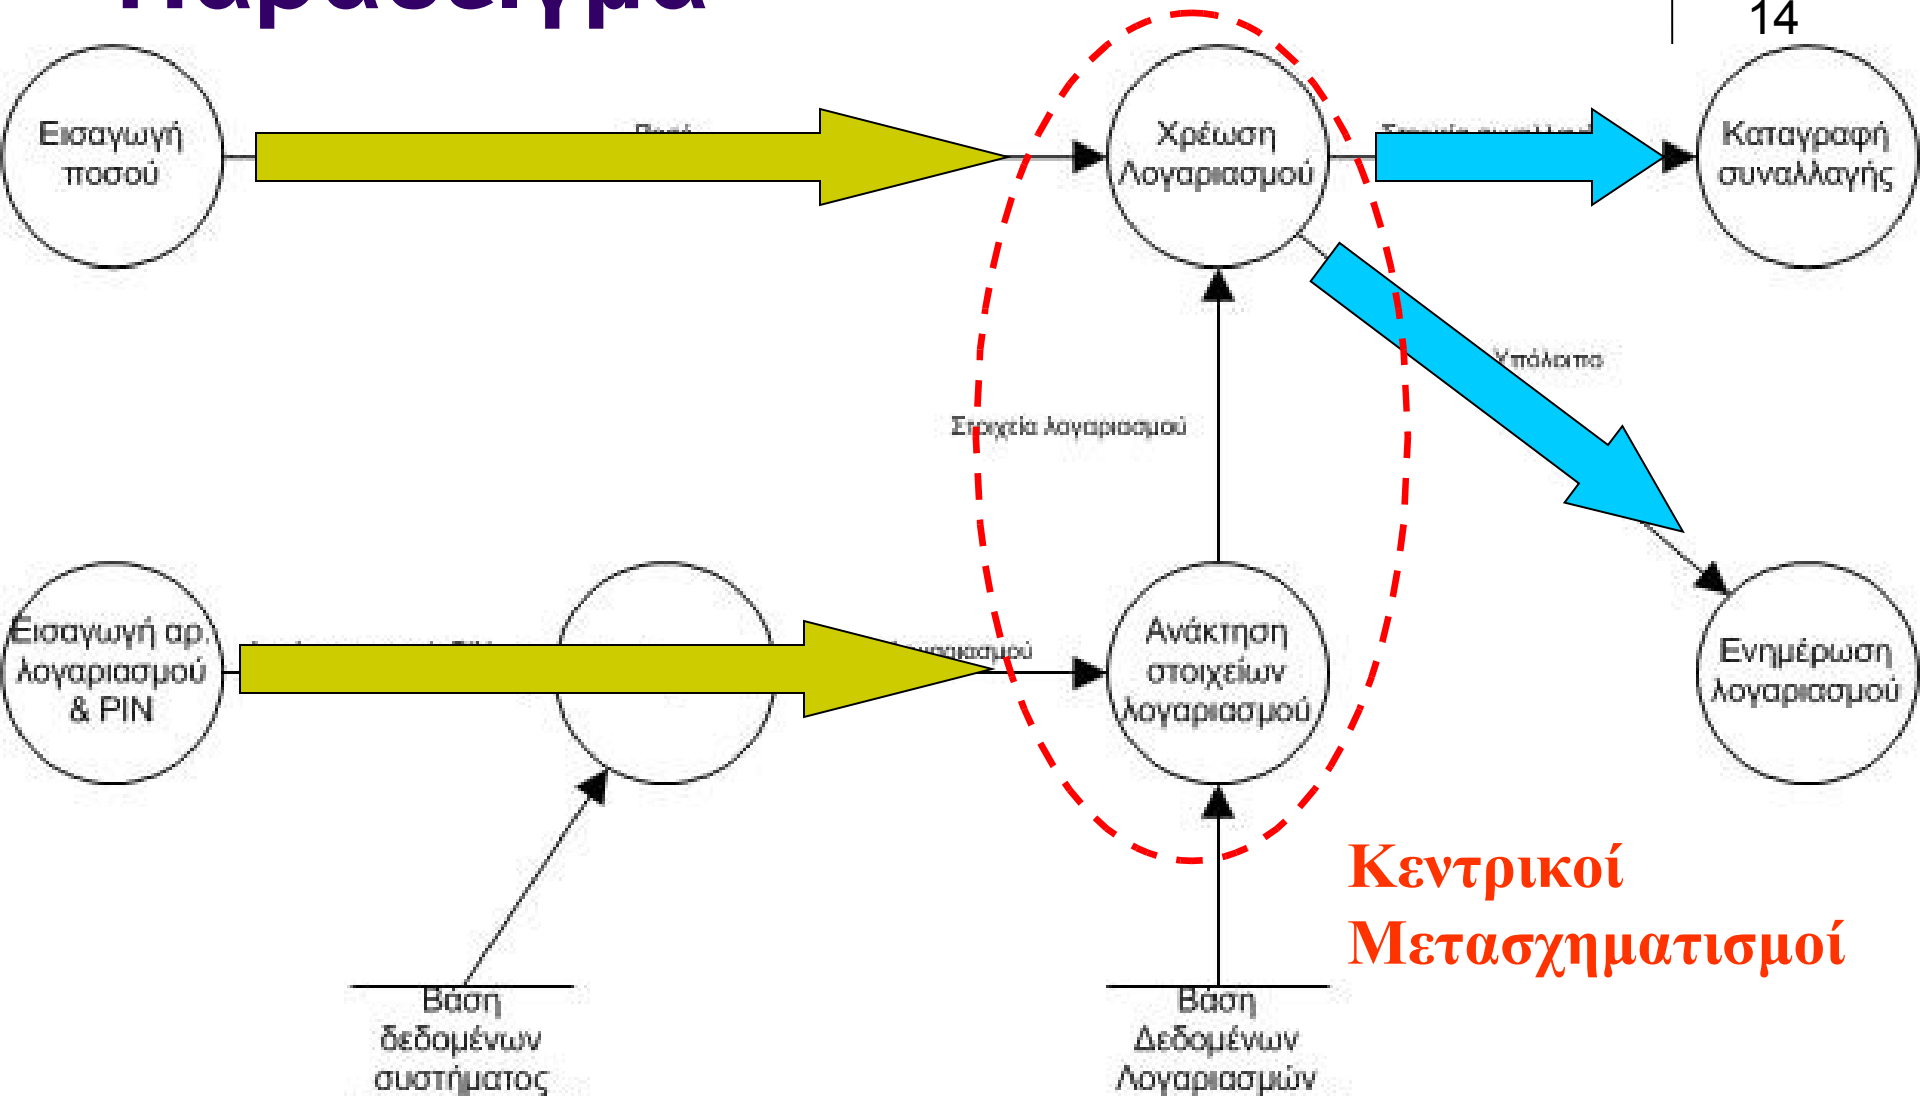 Παράδειγμα
14
Εισαγωγή
ποσού
Χρέωση
Λογαριασμού
Καταγραφή
συναλλαγής
Υπόλοιπο
Στοιχεία λογαριασμού
Εισαγωγή αρ.
λογαριασμού
& PIN
Ανάκτηση
στοιχείων
λογαριασμού
Ενημέρωση
λογαριασμού
Κεντρικοί
Μετασχηματισμοί
Βάση
δεδομένων
συστήματος
Βάση
Δεδομένων
Λογαριασμών